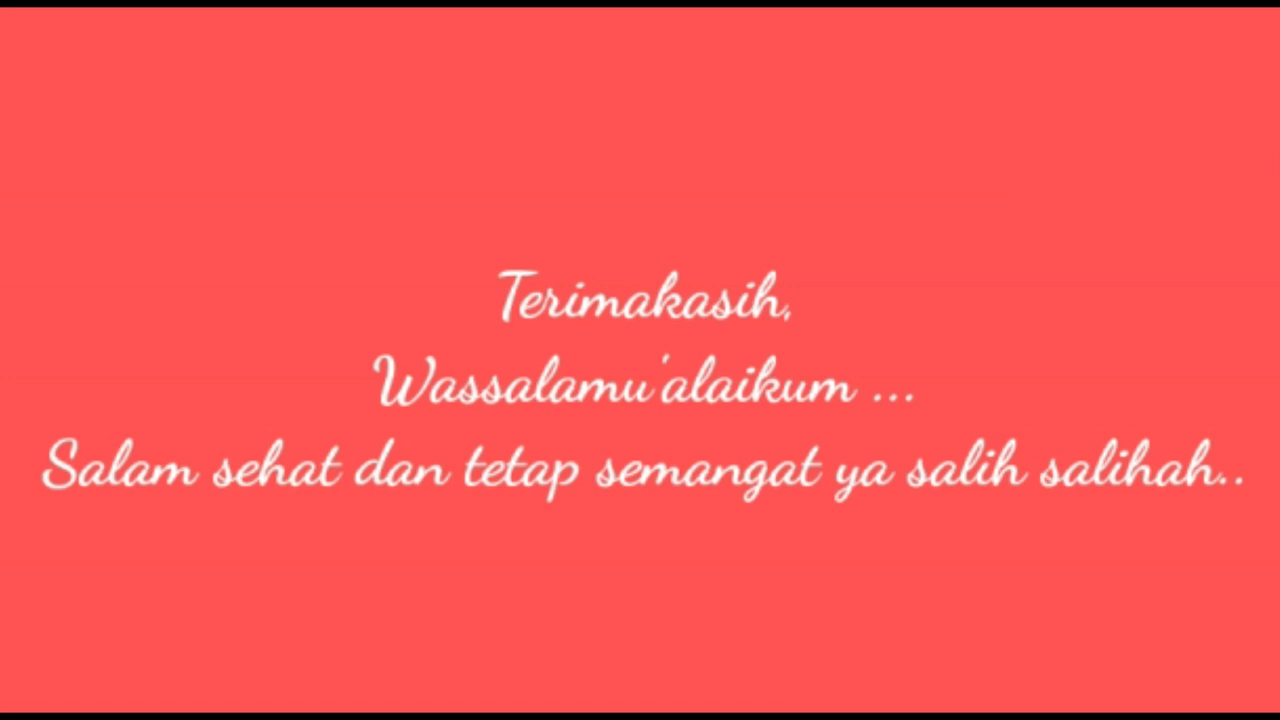 Terimakasih,
Wassalamu'alaikum ...
Salam sehat dan tetap semangat ya salih salihah..